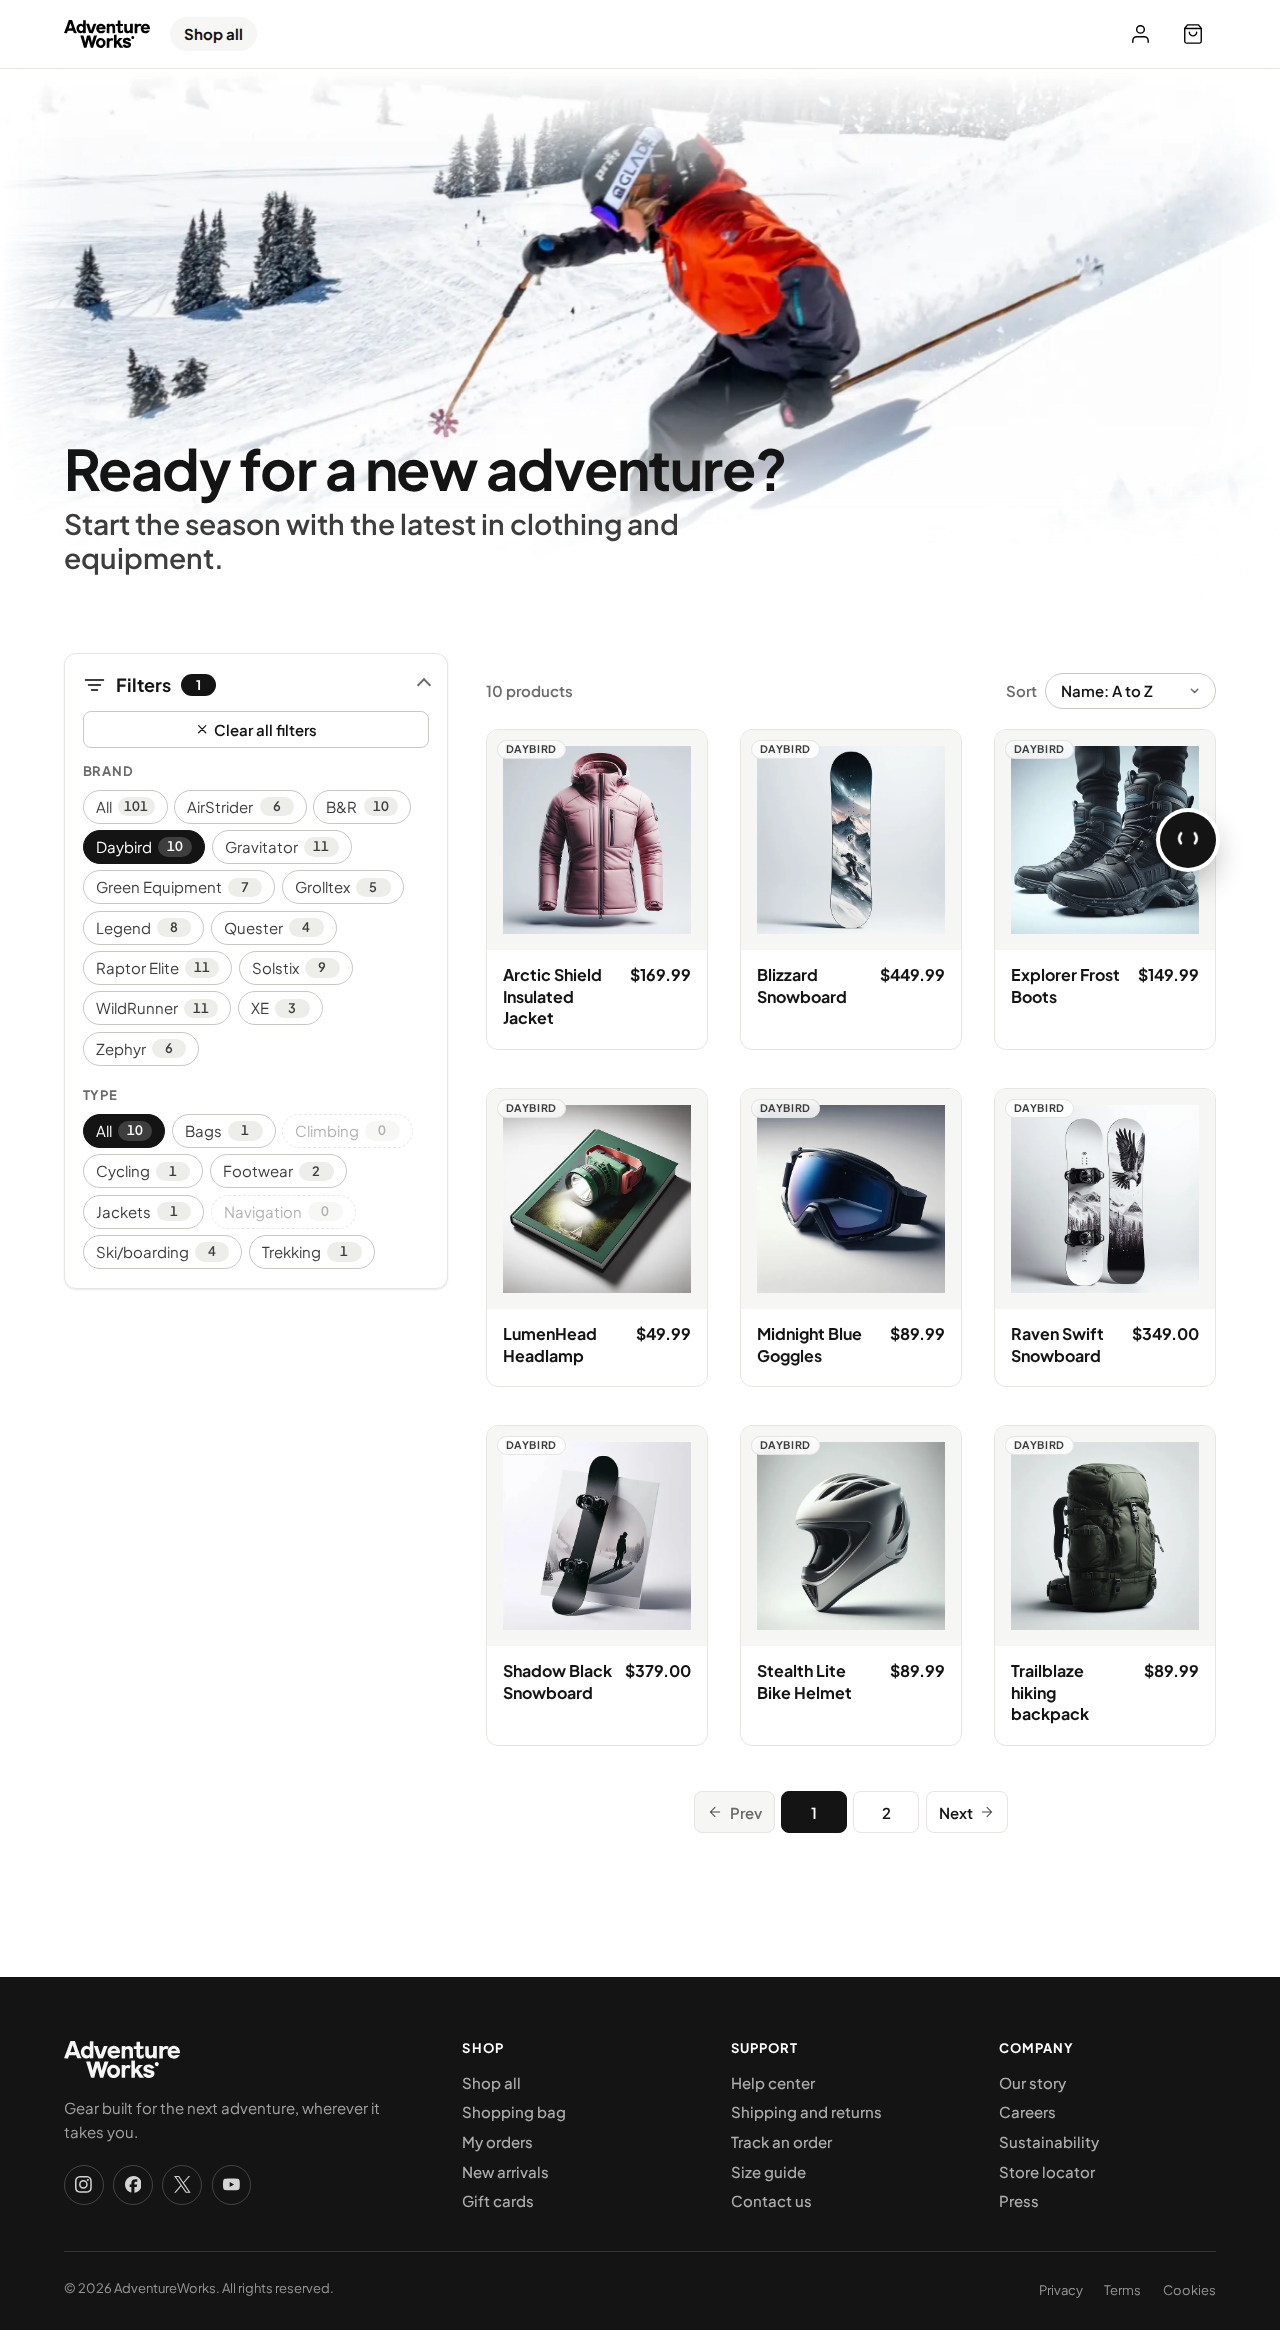 Adventure
Works
Shop all
GLADE
Ready for a new adventure?
Start the season with the latest in clothing and
equipment.
Filters 1
Clear all filters
BRAND
All 101 AirStrider 6 B&R 10
Daybird 10 Gravitator 11
Green Equipment 7 Grolltex 5
Legend 8 Quester 4
Raptor Elite 11 Solstix 9
WildRunner 11 XE 3
Zephyr 6
TYPE
All 10 Bags 1 Climbing 0
Cycling 1 Footwear 2
Jackets 1 Navigation 0
Ski/boarding 4 Trekking 1
10 products
Sort Name: A to Z
DAYBIRD DAYBIRD DAYBIRD
Arctic Shield $169.99 Blizzard $449.99 Explorer Frost $149.99
Insulated Snowboard Boots
Jacket
DAYBIRD DAYBIRD DAYBIRD
LumenHead $49.99 Midnight Blue $89.99 Raven Swift $349.00
Headlamp Goggles Snowboard
DAYBIRD DAYBIRD DAYBIRD
Shadow Black $379.00 Stealth Lite $89.99 Trailblaze $89.99
Snowboard Bike Helmet hiking
backpack
Prev 1 2 Next
Adventure
Works
Gear built for the next adventure, wherever it
takes you.
SHOP
Shop all
Shopping bag
My orders
New arrivals
Gift cards
SUPPORT
Help center
Shipping and returns
Track an order
Size guide
Contact us
COMPANY
Our story
Careers
Sustainability
Store locator
Press
© 2026 AdventureWorks. All rights reserved.
Privacy Terms Cookies